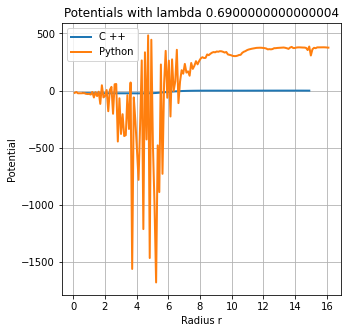 Potentials with lambda 0.6900000000000004
C ++
Python
500
0
−500
−1000
−1500
Potential
0 2 4 6 8 10 12 14 16
Radius r